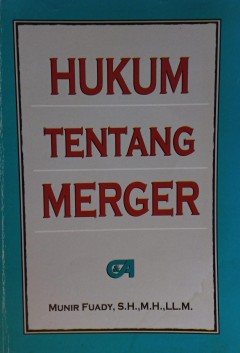 HUKUM
TENTANG
MERGER
MUNIR FUADY, S.H.,M.H.,LL.M.